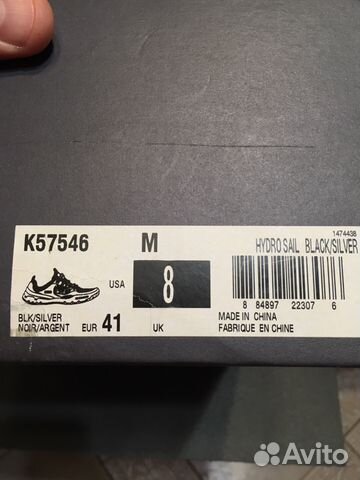 1474438
K57546 M HYDRO SAIL BLACK/SILVER
USA 8
8 84897 22307 6
BLK/SILVER
NOIR/ARGENT EUR 41 UK
MADE IN CHINA
FABRIQUE EN CHINE
Avito